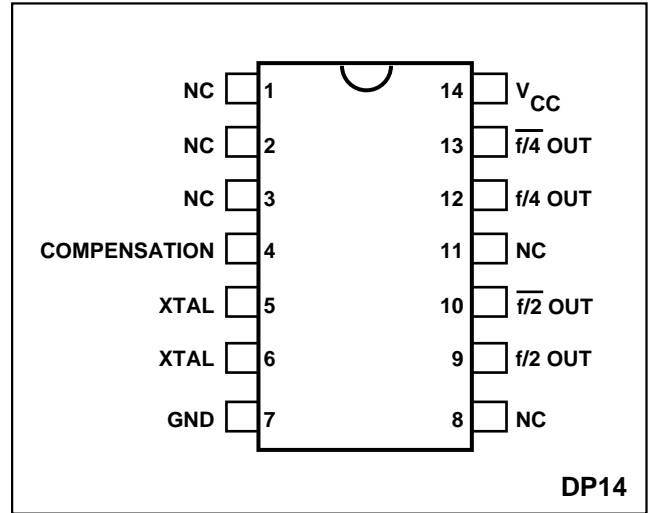 NC 1 14 VCC
NC 2 13 f/4 OUT
NC 3 12 f/4 OUT
COMPENSATION 4 11 NC
XTAL 5 10 f/2 OUT
XTAL 6 9 f/2 OUT
GND 7 8 NC
DP14